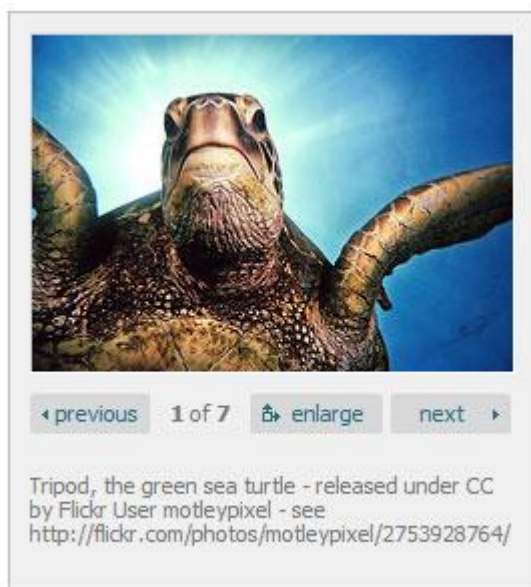 previous 1 of 7 enlarge next
Tripod, the green sea turtle - released under CC
by Flickr User motleypixel - see
http://flickr.com/photos/motleypixel/2753928764/